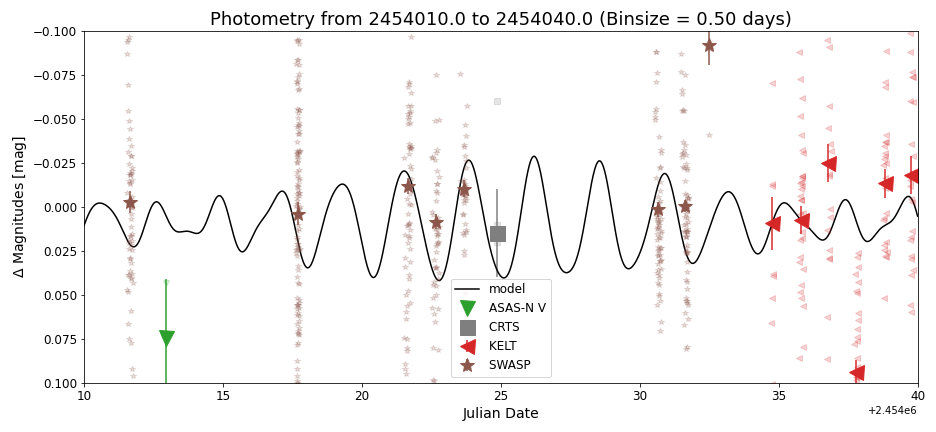 Photometry from 2454010.0 to 2454040.0 (Binsize = 0.50 days)
−0.100
−0.075
−0.050
−0.025
0.000
0.025
0.050
0.075
0.100
Δ Magnitudes [mag]
model
ASAS-N V
CRTS
KELT
SWASP
10
15
20
25
30
35
40
+2.454e6
Julian Date